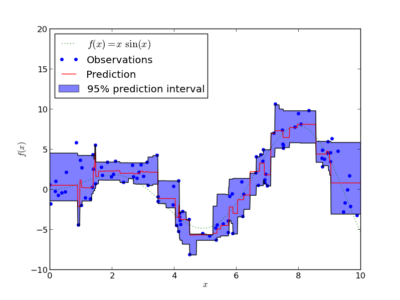 20
15
10
5
0
−5
−10
f(x)
f(x) = x sin(x)
Observations
Prediction
95% prediction interval
0 2 4 6 8 10
x